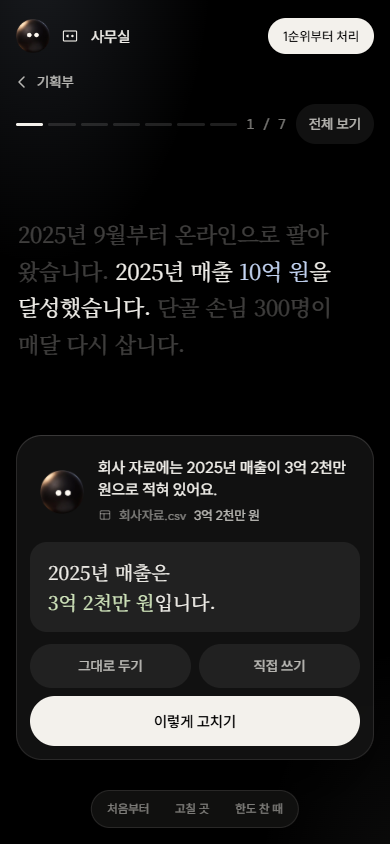 사무실
1순위부터 처리
기획부
1 / 7
전체 보기
2025년 9월부터 온라인으로 팔아
왔습니다. 2025년 매출 10억 원을
달성했습니다. 단골 손님 300명이
매달 다시 삽니다.
회사 자료에는 2025년 매출이 3억 2천만
원으로 적혀 있어요.
회사자료.csv 3억 2천만 원
2025년 매출은
3억 2천만 원입니다.
그대로 두기
직접 쓰기
이렇게 고치기
처음부터
고칠 곳
한도 찬 때